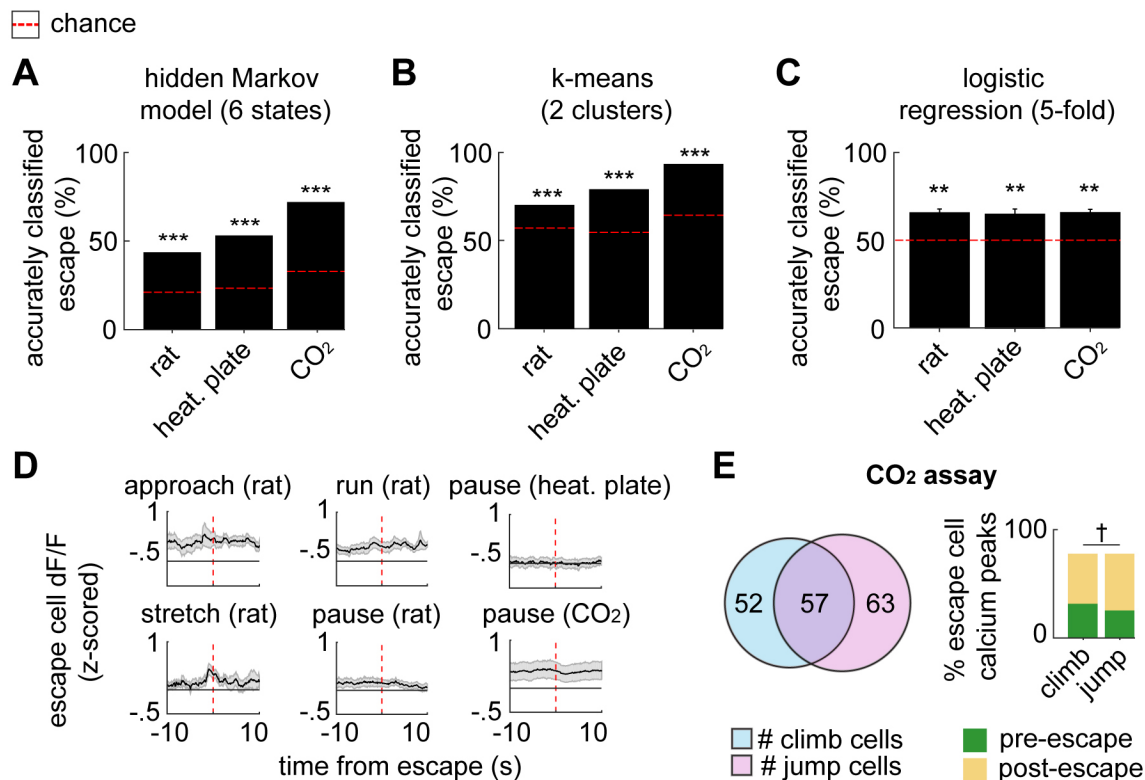 chance
A
hidden Markov
model (6 states)
accurately classified
escape (%)
100
50
0
***
***
***
rat
heat. plate
CO₂
B
k-means
(2 clusters)
accurately classified
escape (%)
100
50
0
***
***
***
rat
heat. plate
CO₂
C
logistic
regression (5-fold)
accurately classified
escape (%)
100
50
0
**
**
**
rat
heat. plate
CO₂
D
escape cell dF/F
(z-scored)
approach (rat)
run (rat)
pause (heat. plate)
1
-.5
1
-.5
1
-.5
stretch (rat)
pause (rat)
pause (CO₂)
1
-.5
1
-.5
1
-.5
-10
10
-10
10
-10
10
time from escape (s)
E
CO₂ assay
52
57
63
# climb cells
# jump cells
% escape cell
calcium peaks
100
0
†
climb
jump
pre-escape
post-escape